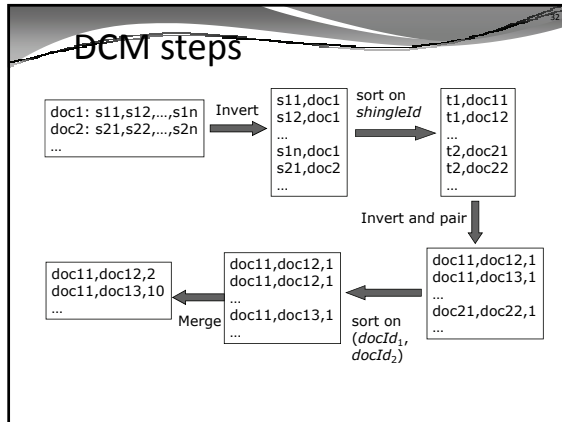 32
DCM steps
doc1: s11,s12,…,s1n
doc2: s21,s22,…,s2n
…
Invert
s11,doc1
s12,doc1
…
s1n,doc1
s21,doc2
…
sort on
shingleId
t1,doc11
t1,doc12
…
t2,doc21
t2,doc22
…
Invert and pair
doc11,doc12,1
doc11,doc13,1
…
doc21,doc22,1
…
sort on
(docId₁,
docId₂)
doc11,doc12,1
doc11,doc12,1
…
doc11,doc13,1
…
Merge
doc11,doc12,2
doc11,doc13,10
…